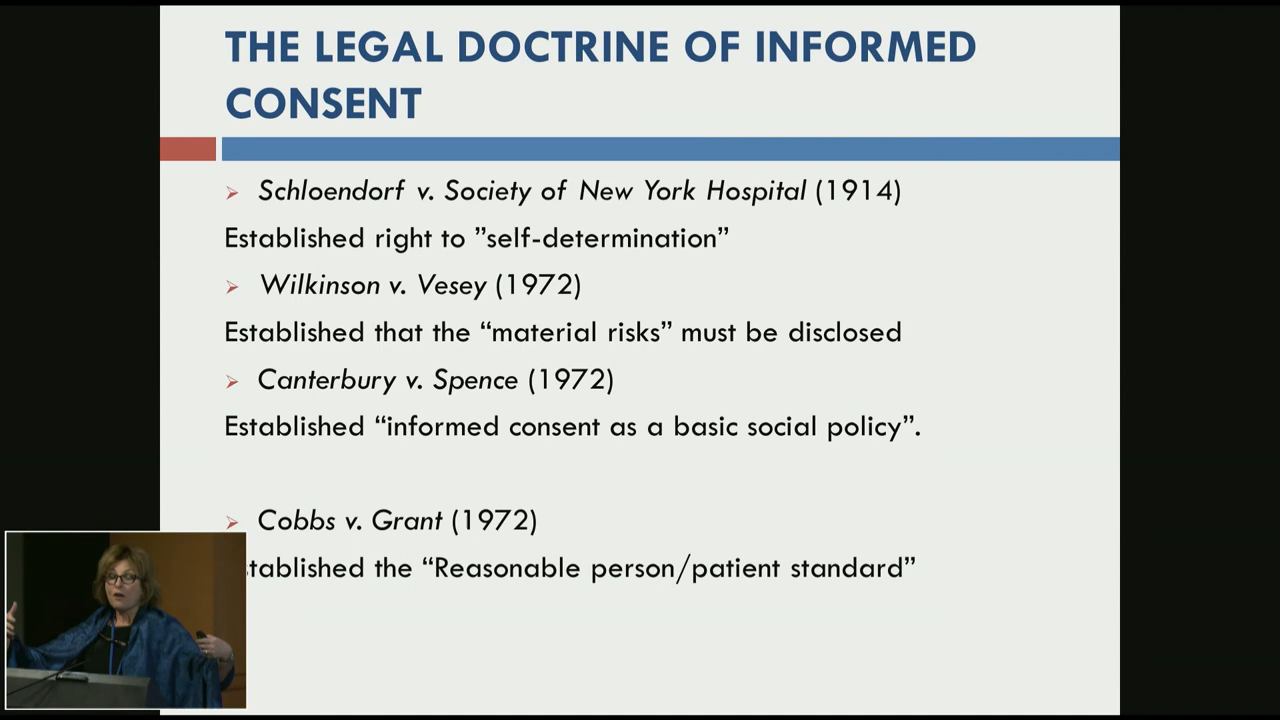 THE LEGAL DOCTRINE OF INFORMED
CONSENT
Schloendorf v. Society of New York Hospital (1914)
Established right to ”self-determination”
Wilkinson v. Vesey (1972)
Established that the “material risks” must be disclosed
Canterbury v. Spence (1972)
Established “informed consent as a basic social policy”.
Cobbs v. Grant (1972)
stablished the “Reasonable person/patient standard”